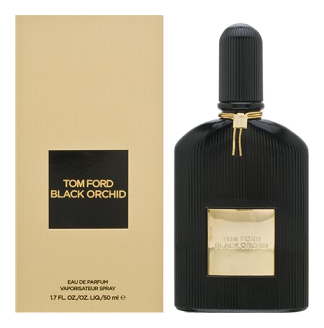 TOM FORD
BLACK ORCHID
EAU DE PARFUM
VAPORISATEUR SPRAY
1.7 FL. OZ./OZ. LIQ./50 ml ℮
TOM FORD
BLACK ORCHID